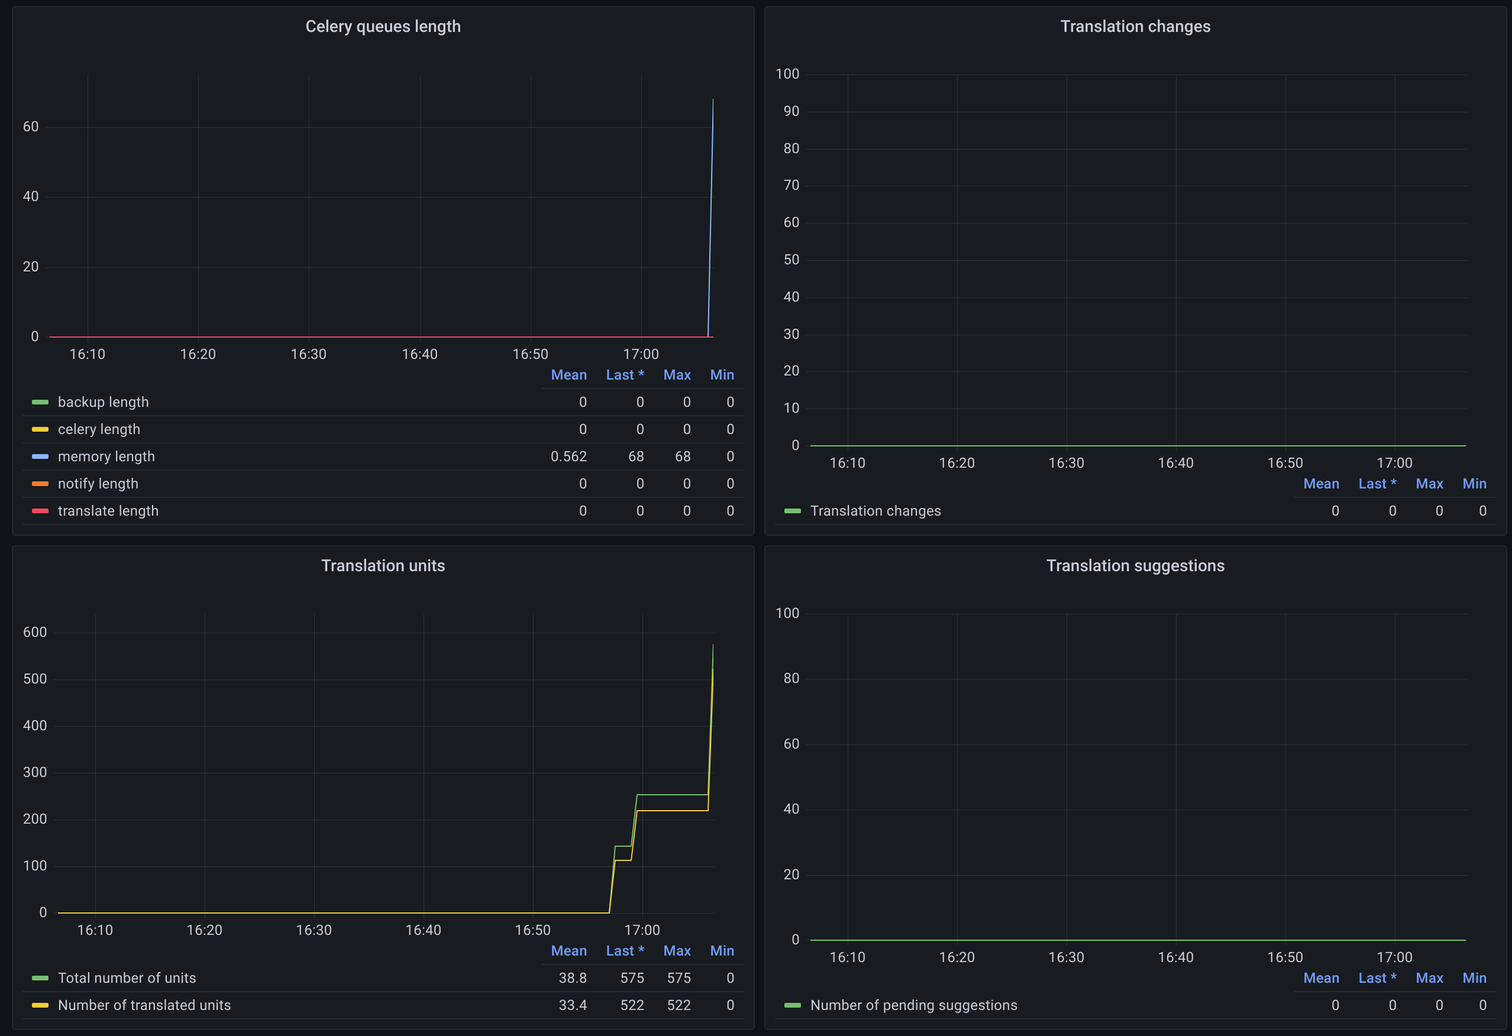 Celery queues length
60
40
20
0
16:10 16:20 16:30 16:40 16:50 17:00
Mean Last * Max Min
backup length 0 0 0 0
celery length 0 0 0 0
memory length 0.562 68 68 0
notify length 0 0 0 0
translate length 0 0 0 0
Translation changes
100
90
80
70
60
50
40
30
20
10
0
16:10 16:20 16:30 16:40 16:50 17:00
Mean Last * Max Min
Translation changes 0 0 0 0
Translation units
600
500
400
300
200
100
0
16:10 16:20 16:30 16:40 16:50 17:00
Mean Last * Max Min
Total number of units 38.8 575 575 0
Number of translated units 33.4 522 522 0
Translation suggestions
100
80
60
40
20
0
16:10 16:20 16:30 16:40 16:50 17:00
Mean Last * Max Min
Number of pending suggestions 0 0 0 0